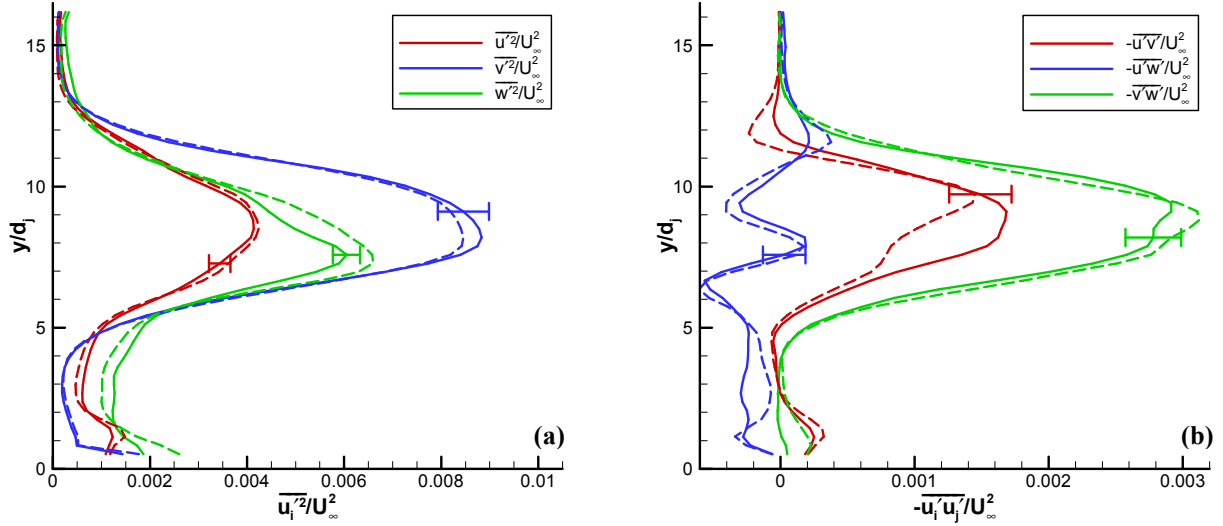 15
10
5
0
y/d_j
u′²/U∞²
v′²/U∞²
w′²/U∞²
(a)
0 0.002 0.004 0.006 0.008 0.01
u_i′²/U∞²
15
10
5
0
y/d_j
-u′v′/U∞²
-u′w′/U∞²
-v′w′/U∞²
(b)
0 0.001 0.002 0.003
-u_i′u_j′/U∞²